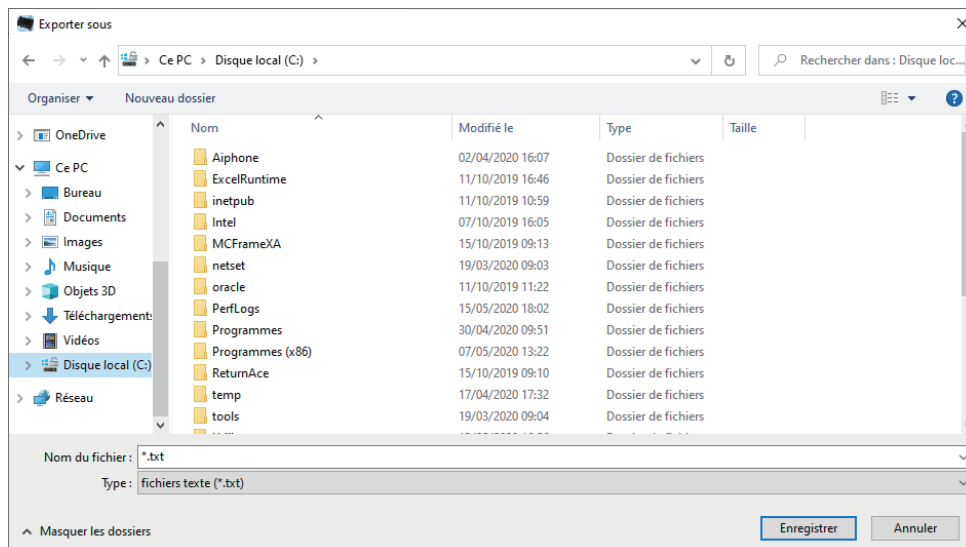 Exporter sous
Ce PC > Disque local (C:) >
Rechercher dans : Disque loc...
Organiser
Nouveau dossier
Nom Modifié le Type Taille
OneDrive
Ce PC
Bureau
Documents
Images
Musique
Objets 3D
Téléchargements
Vidéos
Disque local (C:)
Réseau
Aiphone 02/04/2020 16:07 Dossier de fichiers
ExcelRuntime 11/10/2019 16:46 Dossier de fichiers
inetpub 11/10/2019 10:59 Dossier de fichiers
Intel 07/10/2019 16:05 Dossier de fichiers
MCFrameXA 15/10/2019 09:13 Dossier de fichiers
netset 19/03/2020 09:03 Dossier de fichiers
oracle 11/10/2019 11:22 Dossier de fichiers
PerfLogs 15/05/2020 18:02 Dossier de fichiers
Programmes 30/04/2020 09:51 Dossier de fichiers
Programmes (x86) 07/05/2020 13:22 Dossier de fichiers
ReturnAce 15/10/2019 09:10 Dossier de fichiers
temp 17/04/2020 17:32 Dossier de fichiers
tools 19/03/2020 09:04 Dossier de fichiers
Nom du fichier : *.txt
Type : fichiers texte (*.txt)
Masquer les dossiers
Enregistrer
Annuler